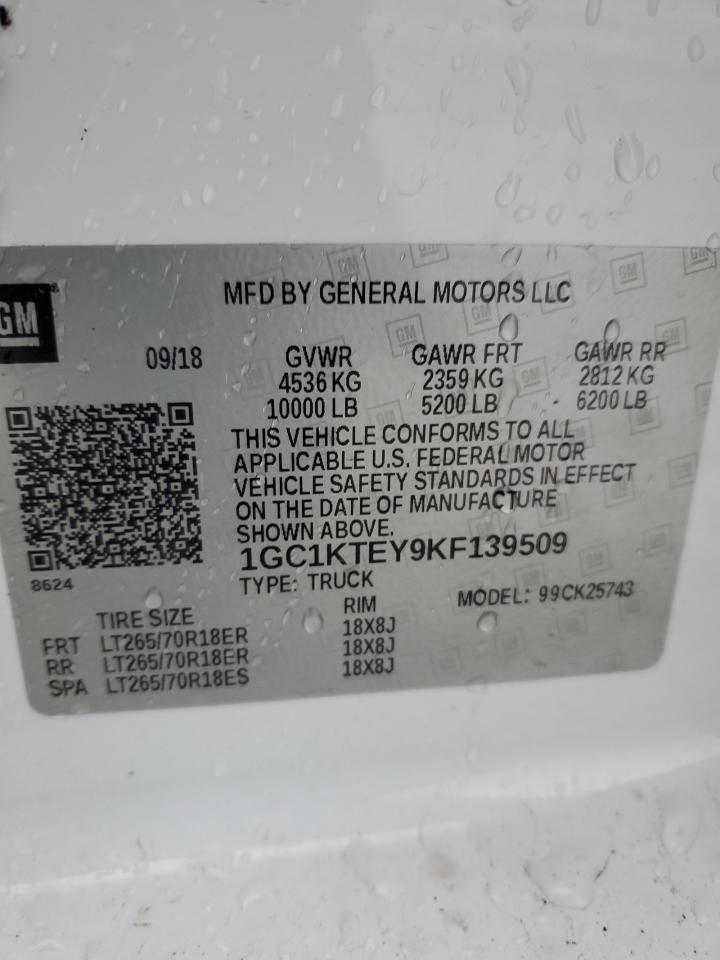 GM
MFD BY GENERAL MOTORS LLC
09/18 GVWR GAWR FRT GAWR RR
4536 KG 2359 KG 2812 KG
10000 LB 5200 LB 6200 LB
THIS VEHICLE CONFORMS TO ALL
APPLICABLE U.S. FEDERAL MOTOR
VEHICLE SAFETY STANDARDS IN EFFECT
ON THE DATE OF MANUFACTURE
SHOWN ABOVE.
1GC1KTEY9KF139509
8624 TYPE: TRUCK MODEL: 99CK25743
TIRE SIZE RIM
FRT LT265/70R18ER 18X8J
RR LT265/70R18ER 18X8J
SPA LT265/70R18ES 18X8J